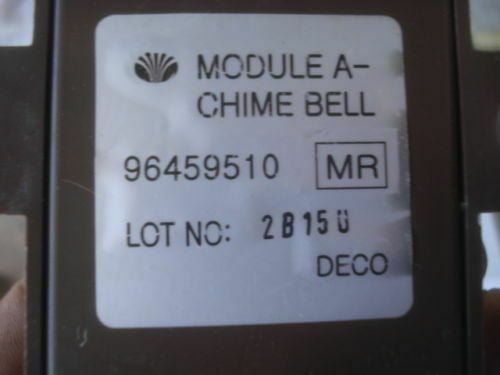 MODULE A-
CHIME BELL
96459510 MR
LOT NO: 2B15U
DECO